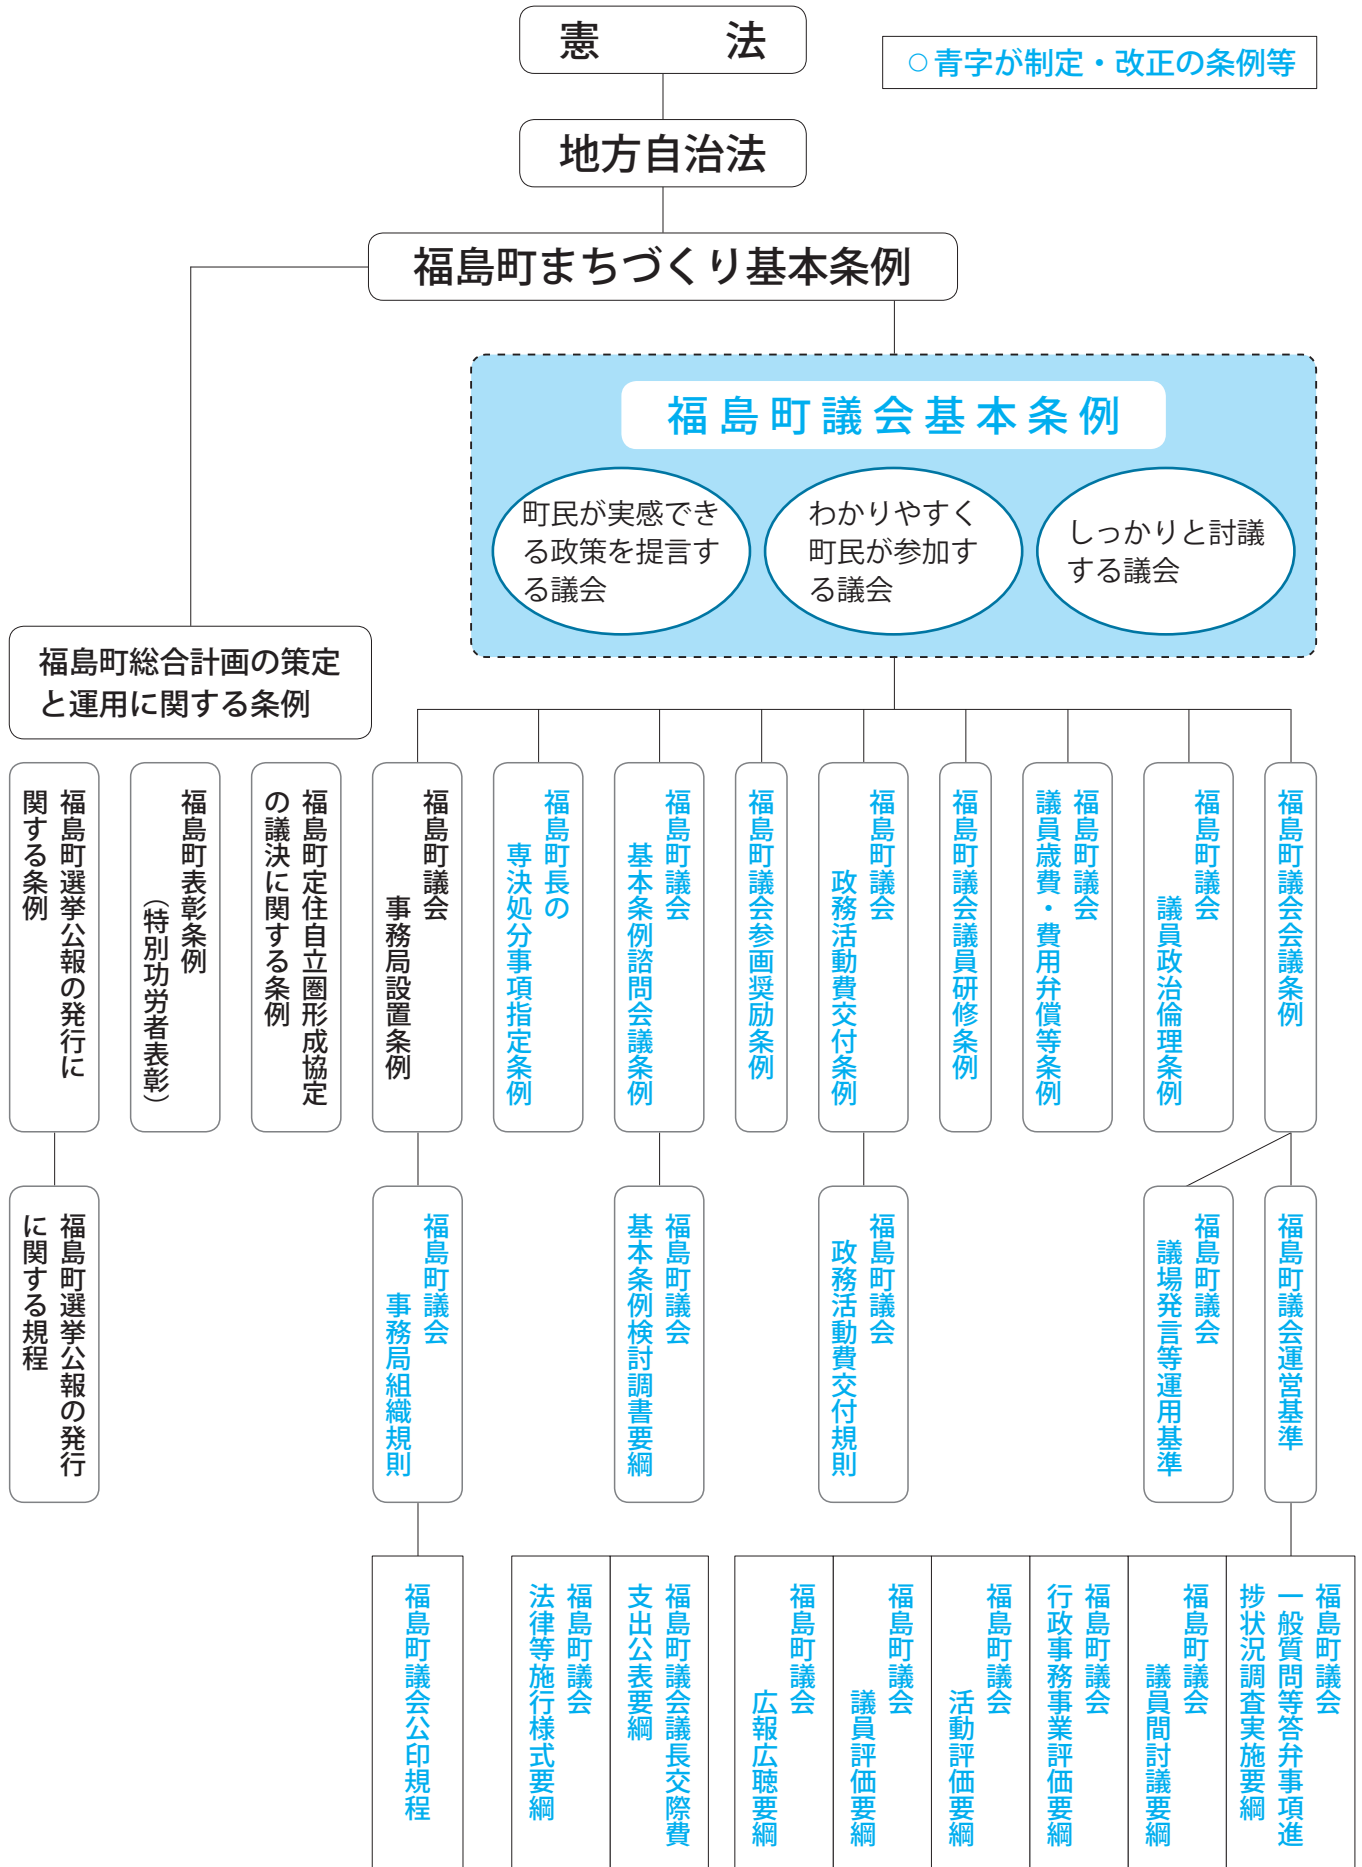 憲　　　法
○青字が制定・改正の条例等
地方自治法
福島町まちづくり基本条例
福島町議会基本条例
町民が実感でき
る政策を提言す
る議会
わかりやすく
町民が参加す
る議会
しっかりと討議
する議会
福島町総合計画の策定
と運用に関する条例
福島町議会会議条例
福島町議会
議員政治倫理条例
福島町議会
議員歳費・費用弁償等条例
福島町議会議員研修条例
福島町議会
政務活動費交付条例
福島町議会参画奨励条例
福島町議会
基本条例諮問会議条例
福島町長の
専決処分事項指定条例
福島町議会
事務局設置条例
福島町定住自立圏形成協定
の議決に関する条例
福島町表彰条例
（特別功労者表彰）
福島町選挙公報の発行に
関する条例
福島町議会運営基準
福島町議会
議場発言等運用基準
福島町議会
政務活動費交付規則
福島町議会
基本条例検討調書要綱
福島町議会
事務局組織規則
福島町選挙公報の発行
に関する規程
福島町議会
一般質問等答弁事項進
捗状況調査実施要綱
福島町議会
議員間討議要綱
福島町議会
行政事務事業評価要綱
福島町議会
活動評価要綱
福島町議会
議員評価要綱
福島町議会
広報広聴要綱
福島町議会議長交際費
支出公表要綱
福島町議会
法律等施行様式要綱
福島町議会公印規程